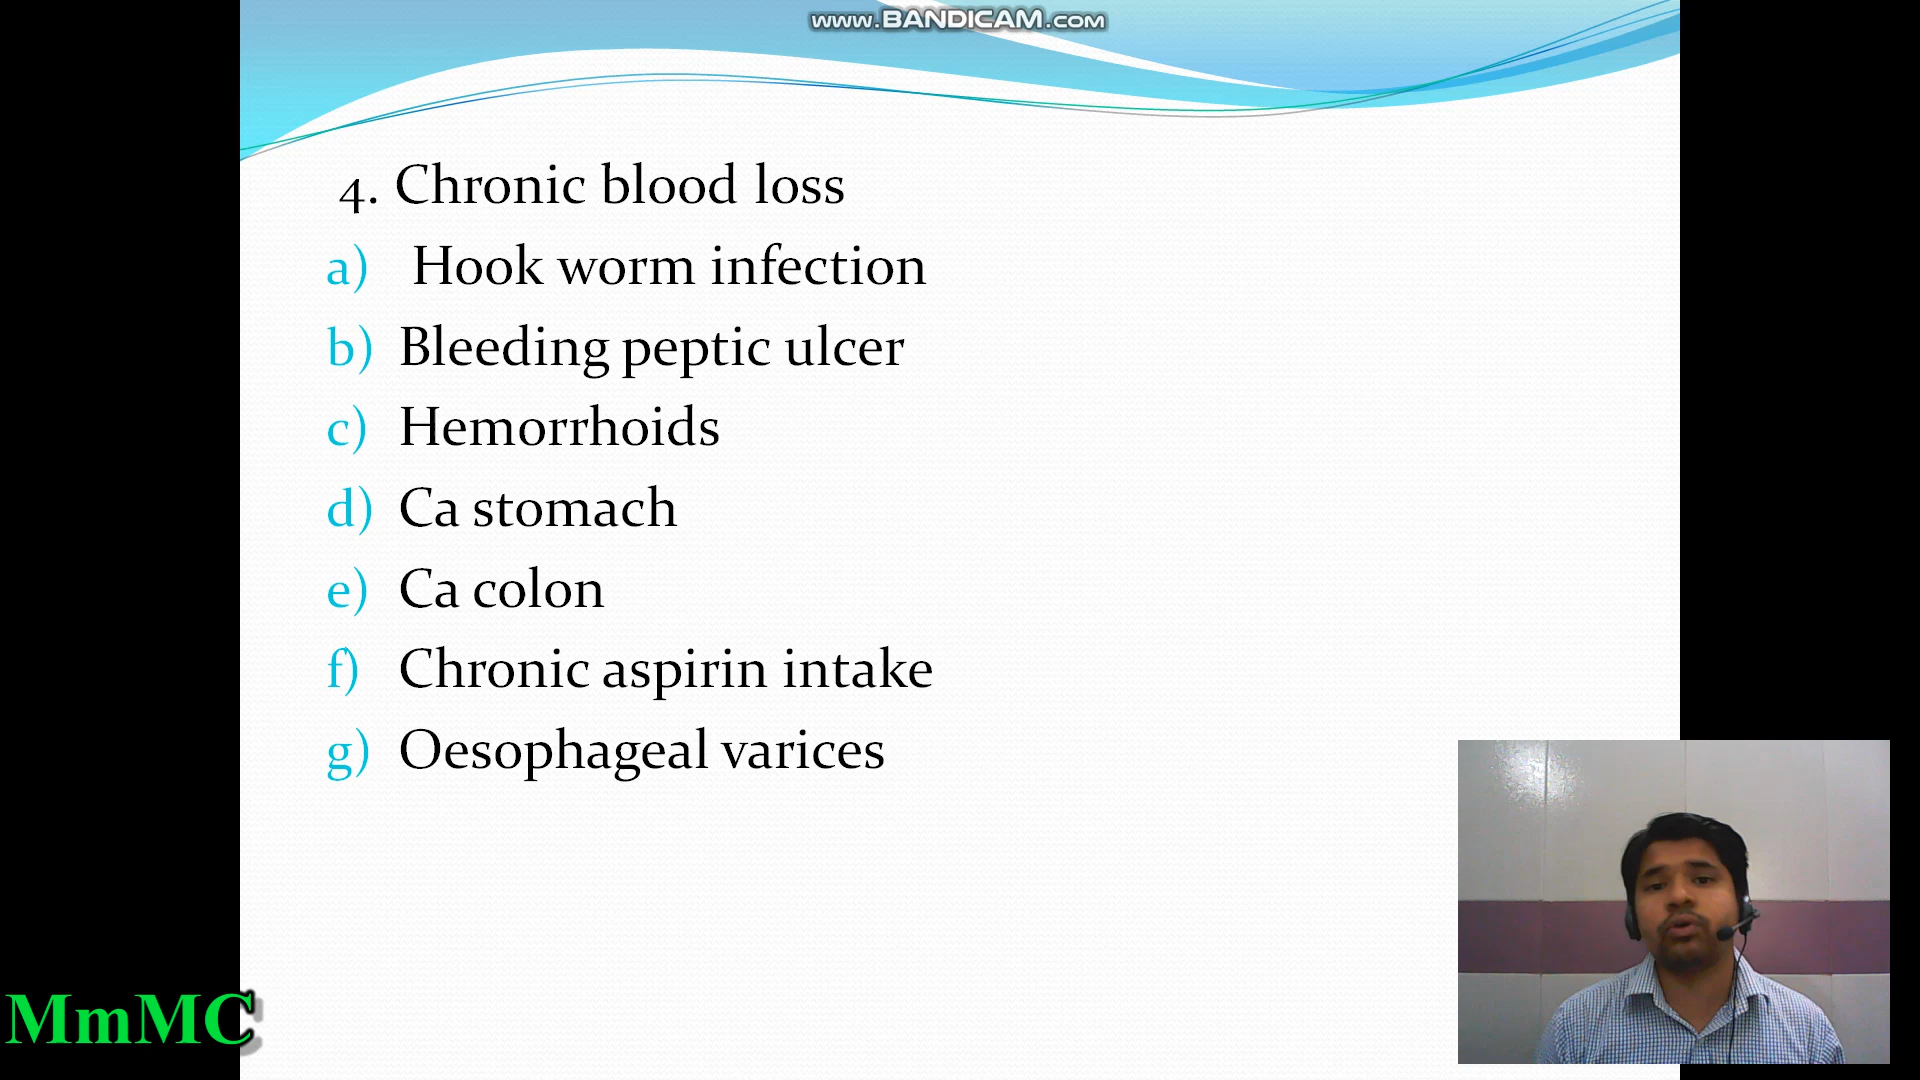 www.BANDICAM.com
4. Chronic blood loss
a) Hook worm infection
b) Bleeding peptic ulcer
c) Hemorrhoids
d) Ca stomach
e) Ca colon
f) Chronic aspirin intake
g) Oesophageal varices
MmMC